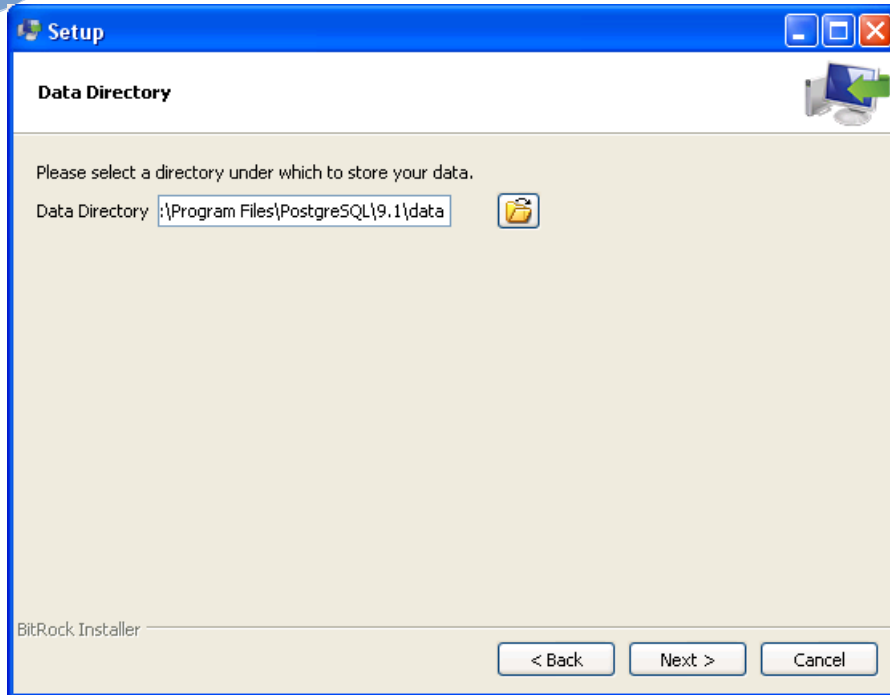 Setup
Data Directory
Please select a directory under which to store your data.
Data Directory :\Program Files\PostgreSQL\9.1\data
BitRock Installer
< Back Next > Cancel